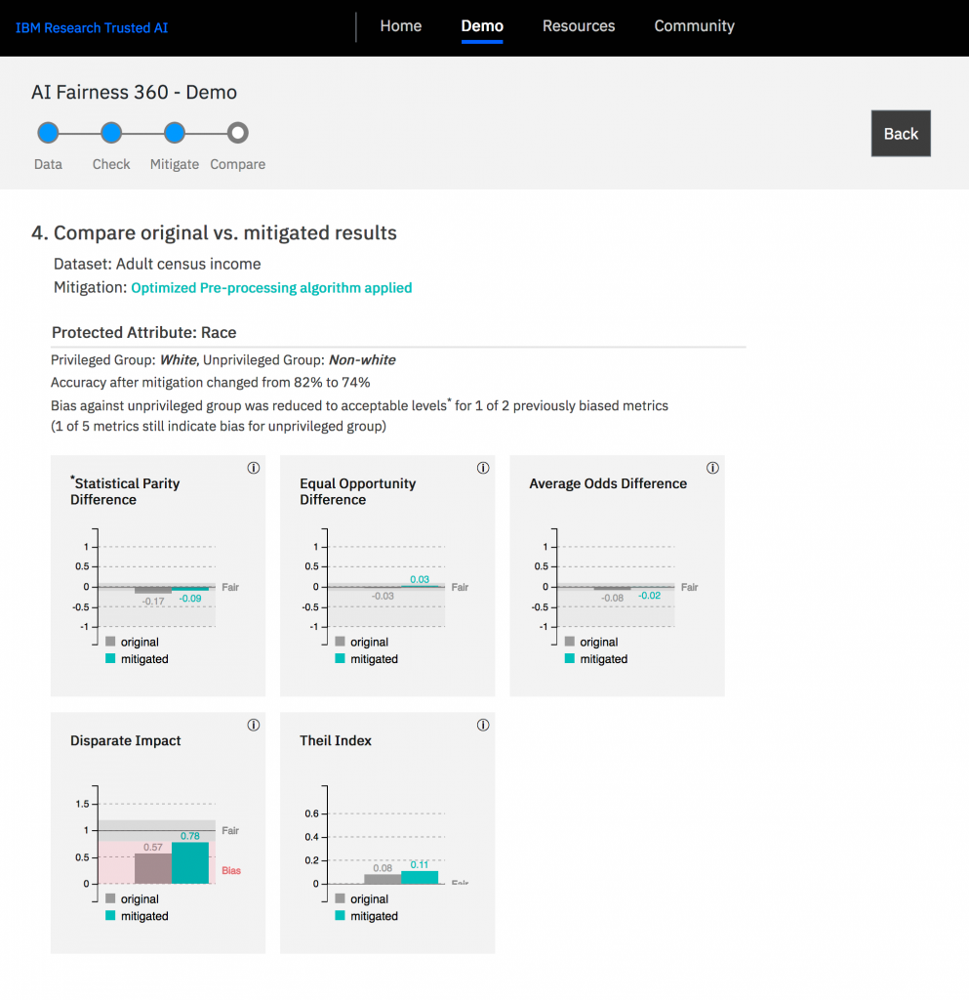 IBM Research Trusted AI
Home Demo Resources Community
AI Fairness 360 - Demo
Back
Data Check Mitigate Compare
4. Compare original vs. mitigated results
Dataset: Adult census income
Mitigation: Optimized Pre-processing algorithm applied
Protected Attribute: Race
Privileged Group: White, Unprivileged Group: Non-white
Accuracy after mitigation changed from 82% to 74%
Bias against unprivileged group was reduced to acceptable levels* for 1 of 2 previously biased metrics
(1 of 5 metrics still indicate bias for unprivileged group)
*Statistical Parity
Difference
1
0.5
0
Fair
-0.17
-0.09
-0.5
-1
original
mitigated
Equal Opportunity
Difference
1
0.5
0.03
0
Fair
-0.03
-0.5
-1
original
mitigated
Average Odds Difference
1
0.5
0
Fair
-0.08
-0.02
-0.5
-1
original
mitigated
Disparate Impact
1.5
1
Fair
0.78
0.57
0.5
Bias
0
original
mitigated
Theil Index
0.6
0.4
0.2
0.11
0.08
0
Fair
original
mitigated